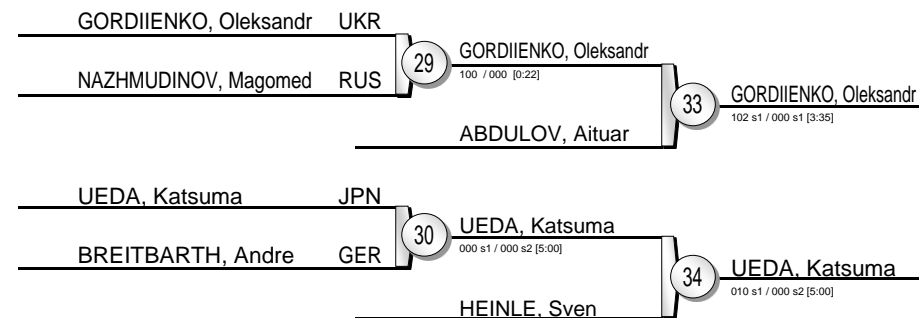 GORDIIENKO, Oleksandr UKR
29
GORDIIENKO, Oleksandr
100 / 000 [0:22]
NAZHMUDINOV, Magomed RUS
33
GORDIIENKO, Oleksandr
102 s1 / 000 s1 [3:35]
ABDULOV, Aituar
UEDA, Katsuma JPN
30
UEDA, Katsuma
000 s1 / 000 s2 [5:00]
BREITBARTH, Andre GER
34
UEDA, Katsuma
010 s1 / 000 s2 [5:00]
HEINLE, Sven